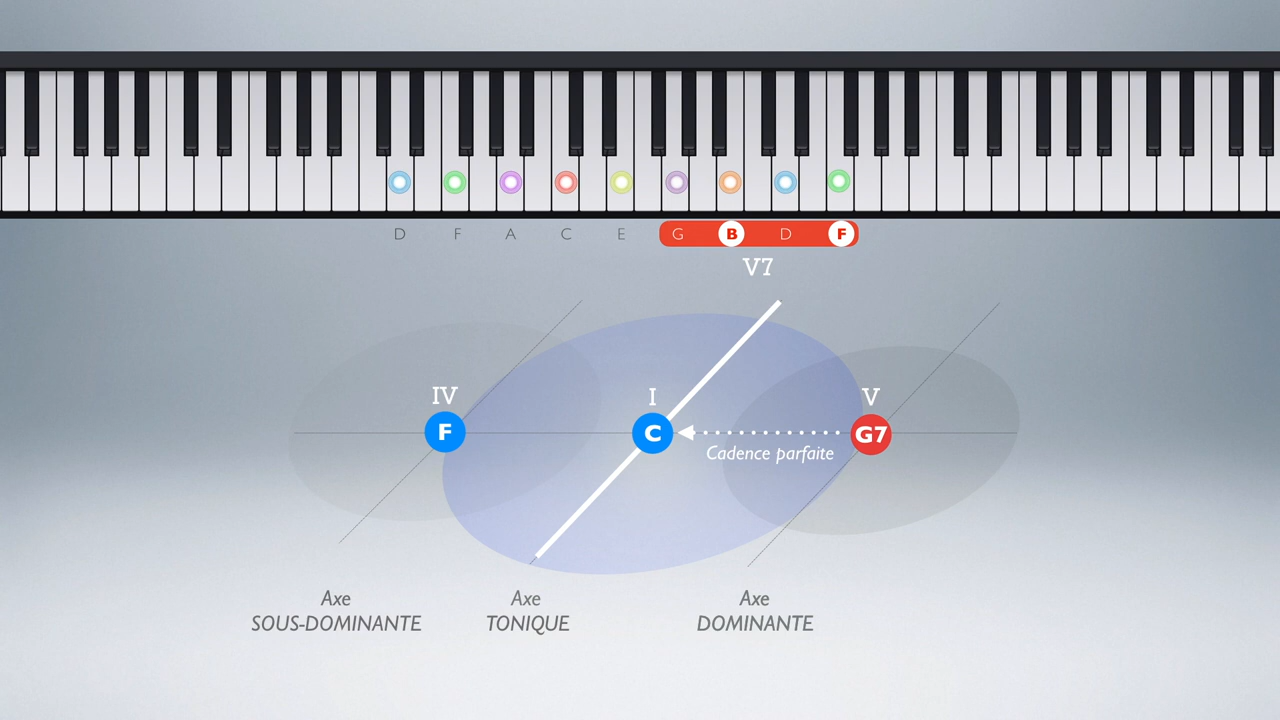 D F A C E G B D F
V7
IV I V
F C G7
Cadence parfaite
Axe
SOUS-DOMINANTE
Axe
TONIQUE
Axe
DOMINANTE